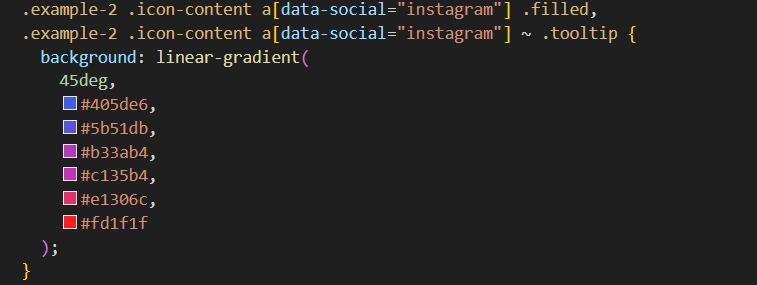 .example-2 .icon-content a[data-social="instagram"] .filled,
.example-2 .icon-content a[data-social="instagram"] ~ .tooltip {
background: linear-gradient(
45deg,
#405de6,
#5b51db,
#b33ab4,
#c135b4,
#e1306c,
#fd1f1f
);
}